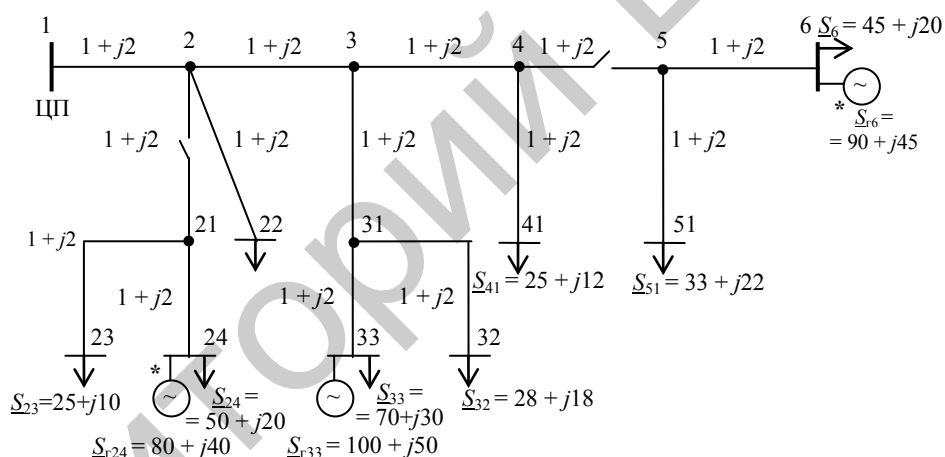 1
1 + j2
2
1 + j2
3
1 + j2
4
1 + j2
5
1 + j2
6 S6 = 45 + j20
ЦП
~
*
Sг6 =
= 90 + j45
1 + j2
1 + j2
1 + j2
1 + j2
1 + j2
21
22
31
41
51
1 + j2
S41 = 25 + j12
S51 = 33 + j22
1 + j2
1 + j2
1 + j2
23
24
33
32
*
~
~
S23=25+j10
S24 =
= 50 + j20
S33 =
= 70+j30
S32 = 28 + j18
Sг24 = 80 + j40
Sг33 = 100 + j50
иторий Б